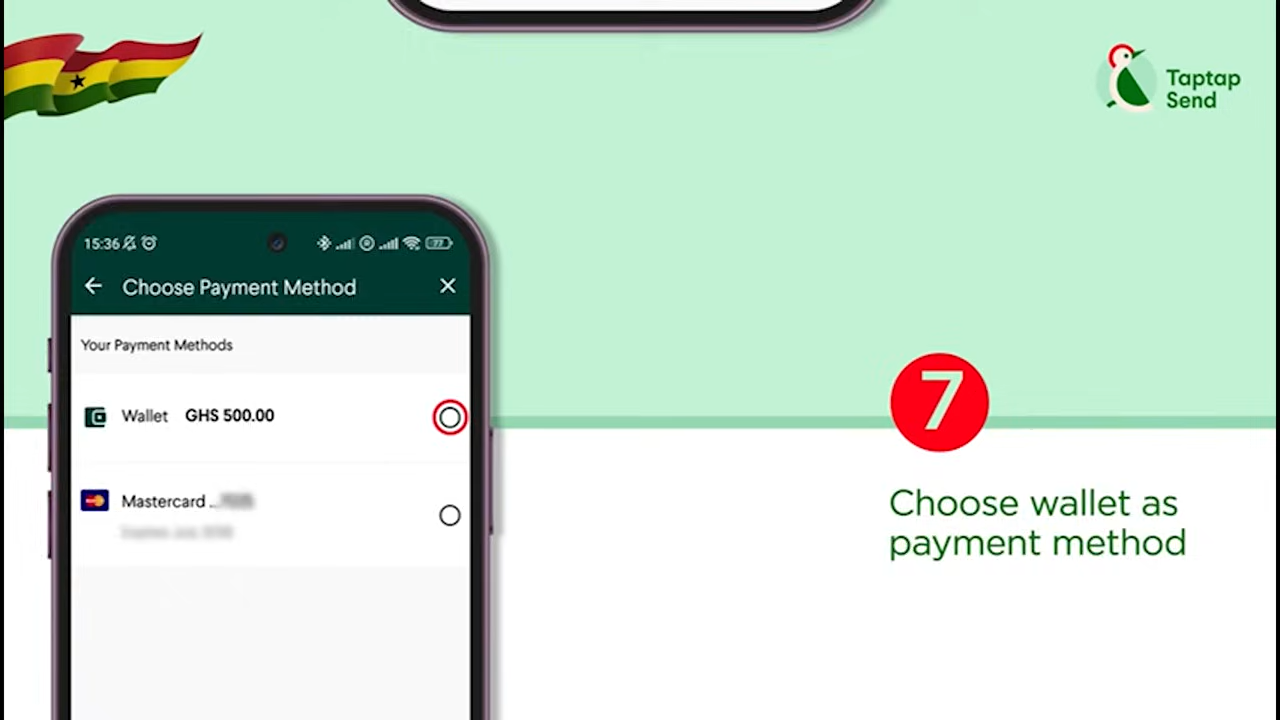 Taptap
Send
15:36
77
Choose Payment Method
Your Payment Methods
Wallet GHS 500.00
Mastercard ..
7
Choose wallet as
payment method